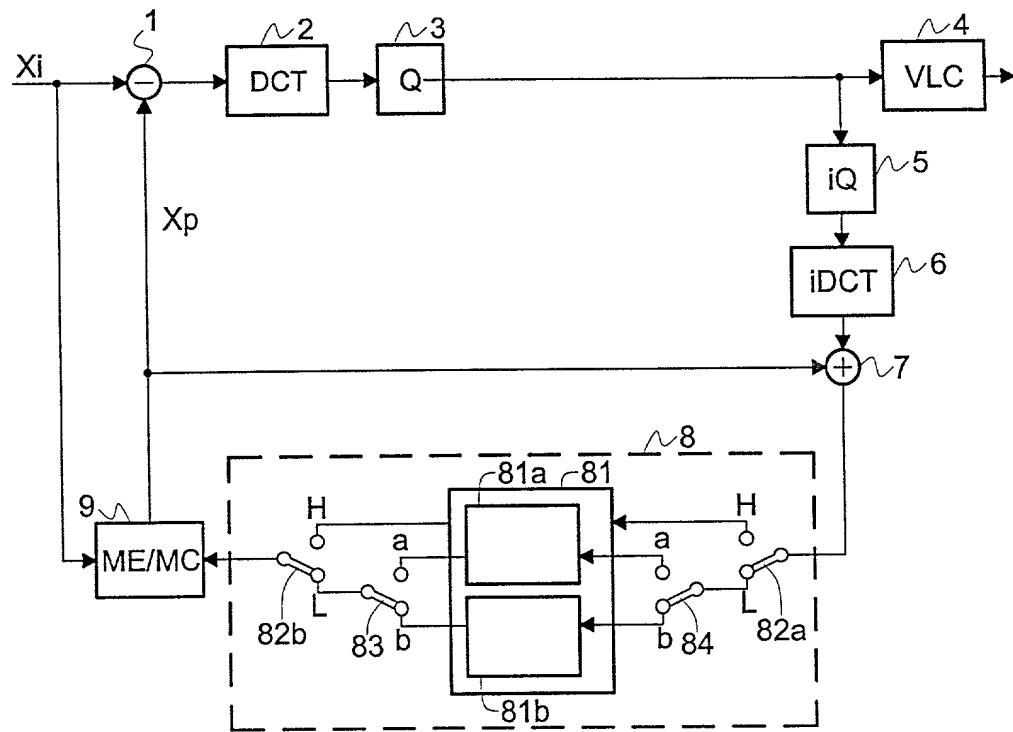 1
2
3
4
Xi
−
DCT
Q
VLC
iQ
5
Xp
iDCT
6
+
7
8
81a
81
9
H
H
ME/MC
a
a
L
L
82b
83
b
b
84
82a
81b